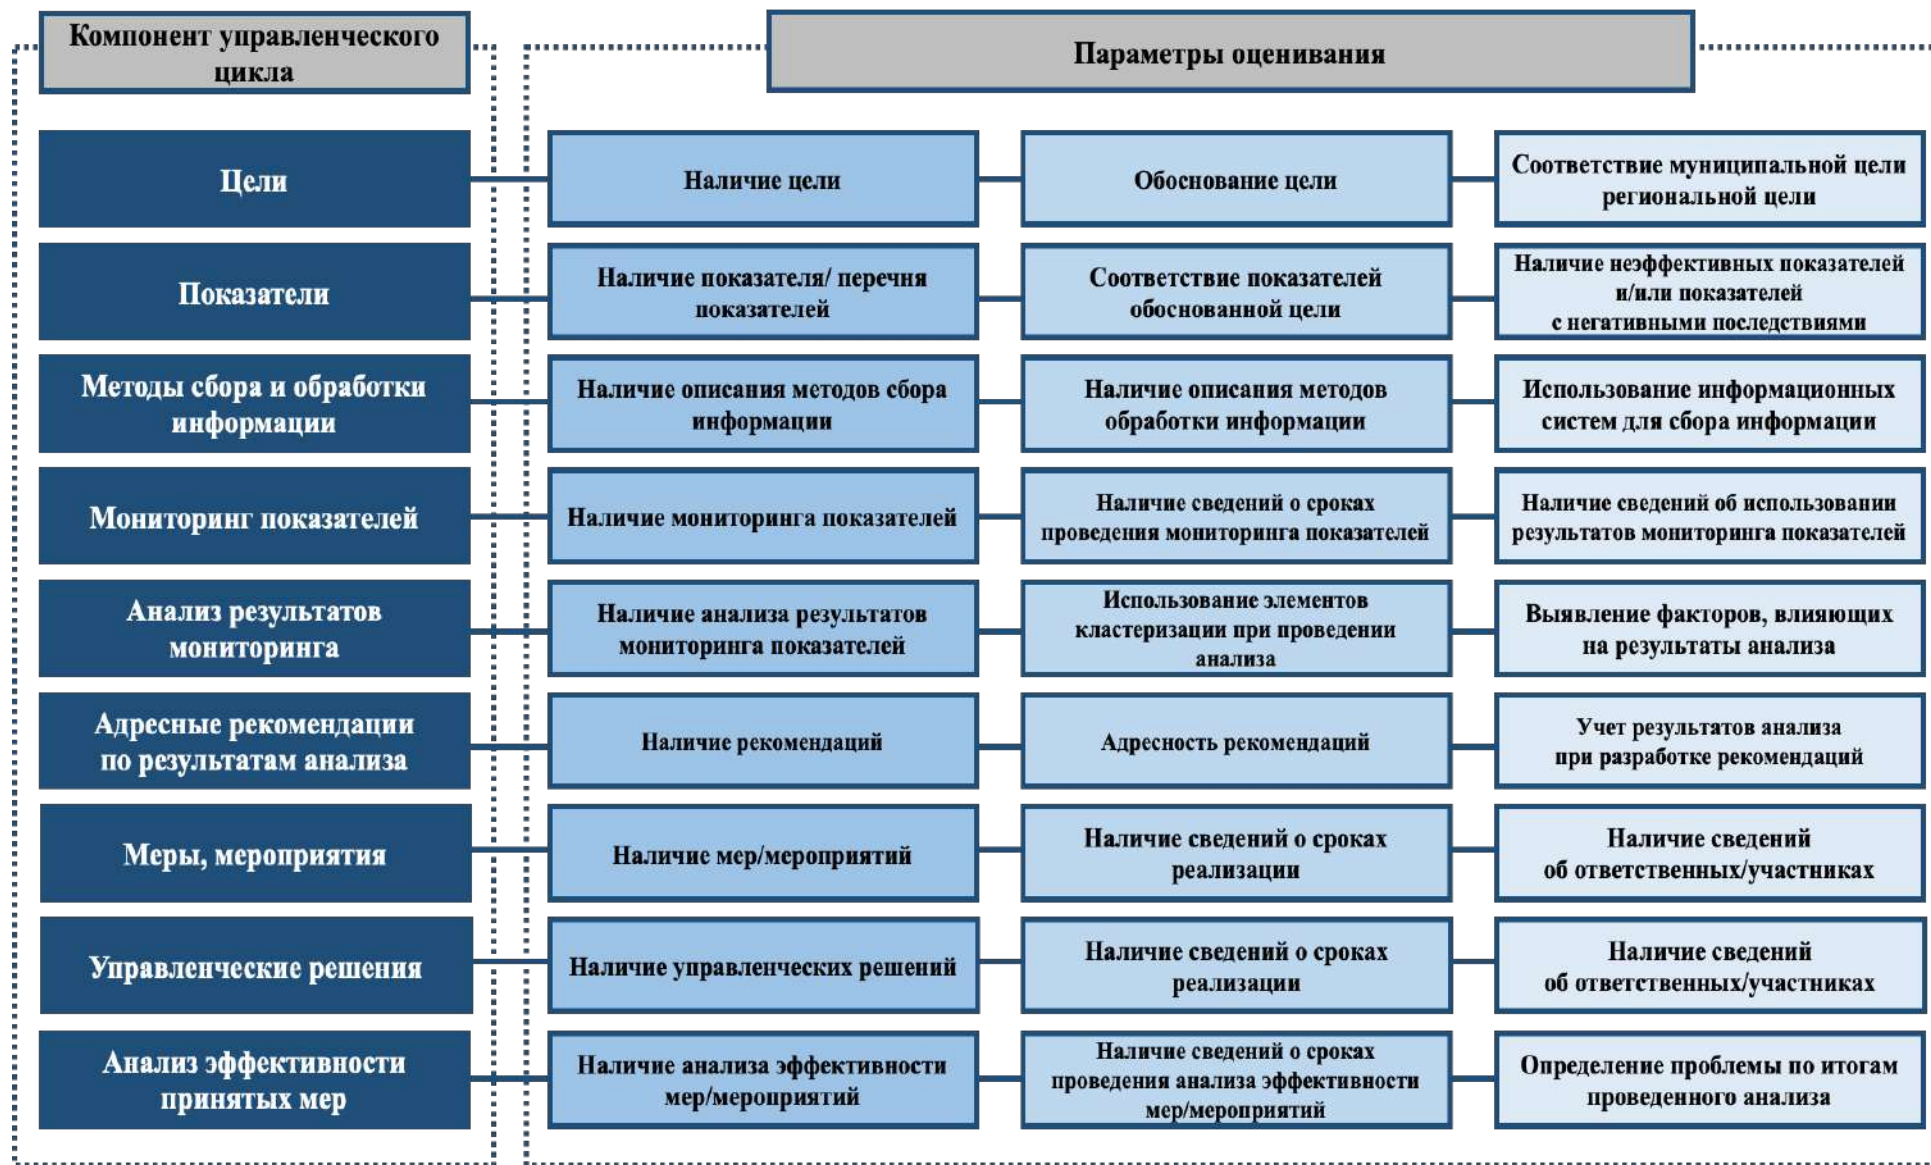 Компонент управленческого
цикла
Параметры оценивания
Цели
Наличие цели
Обоснование цели
Соответствие муниципальной цели
региональной цели
Показатели
Наличие показателя/ перечня
показателей
Соответствие показателей
обоснованной цели
Наличие неэффективных показателей
и/или показателей
с негативными последствиями
Методы сбора и обработки
информации
Наличие описания методов сбора
информации
Наличие описания методов
обработки информации
Использование информационных
систем для сбора информации
Мониторинг показателей
Наличие мониторинга показателей
Наличие сведений о сроках
проведения мониторинга показателей
Наличие сведений об использовании
результатов мониторинга показателей
Анализ результатов
мониторинга
Наличие анализа результатов
мониторинга показателей
Использование элементов
кластеризации при проведении
анализа
Выявление факторов, влияющих
на результаты анализа
Адресные рекомендации
по результатам анализа
Наличие рекомендаций
Адресность рекомендаций
Учет результатов анализа
при разработке рекомендаций
Меры, мероприятия
Наличие мер/мероприятий
Наличие сведений о сроках
реализации
Наличие сведений
об ответственных/участниках
Управленческие решения
Наличие управленческих решений
Наличие сведений о сроках
реализации
Наличие сведений
об ответственных/участниках
Анализ эффективности
принятых мер
Наличие анализа эффективности
мер/мероприятий
Наличие сведений о сроках
проведения анализа эффективности
мер/мероприятий
Определение проблемы по итогам
проведенного анализа